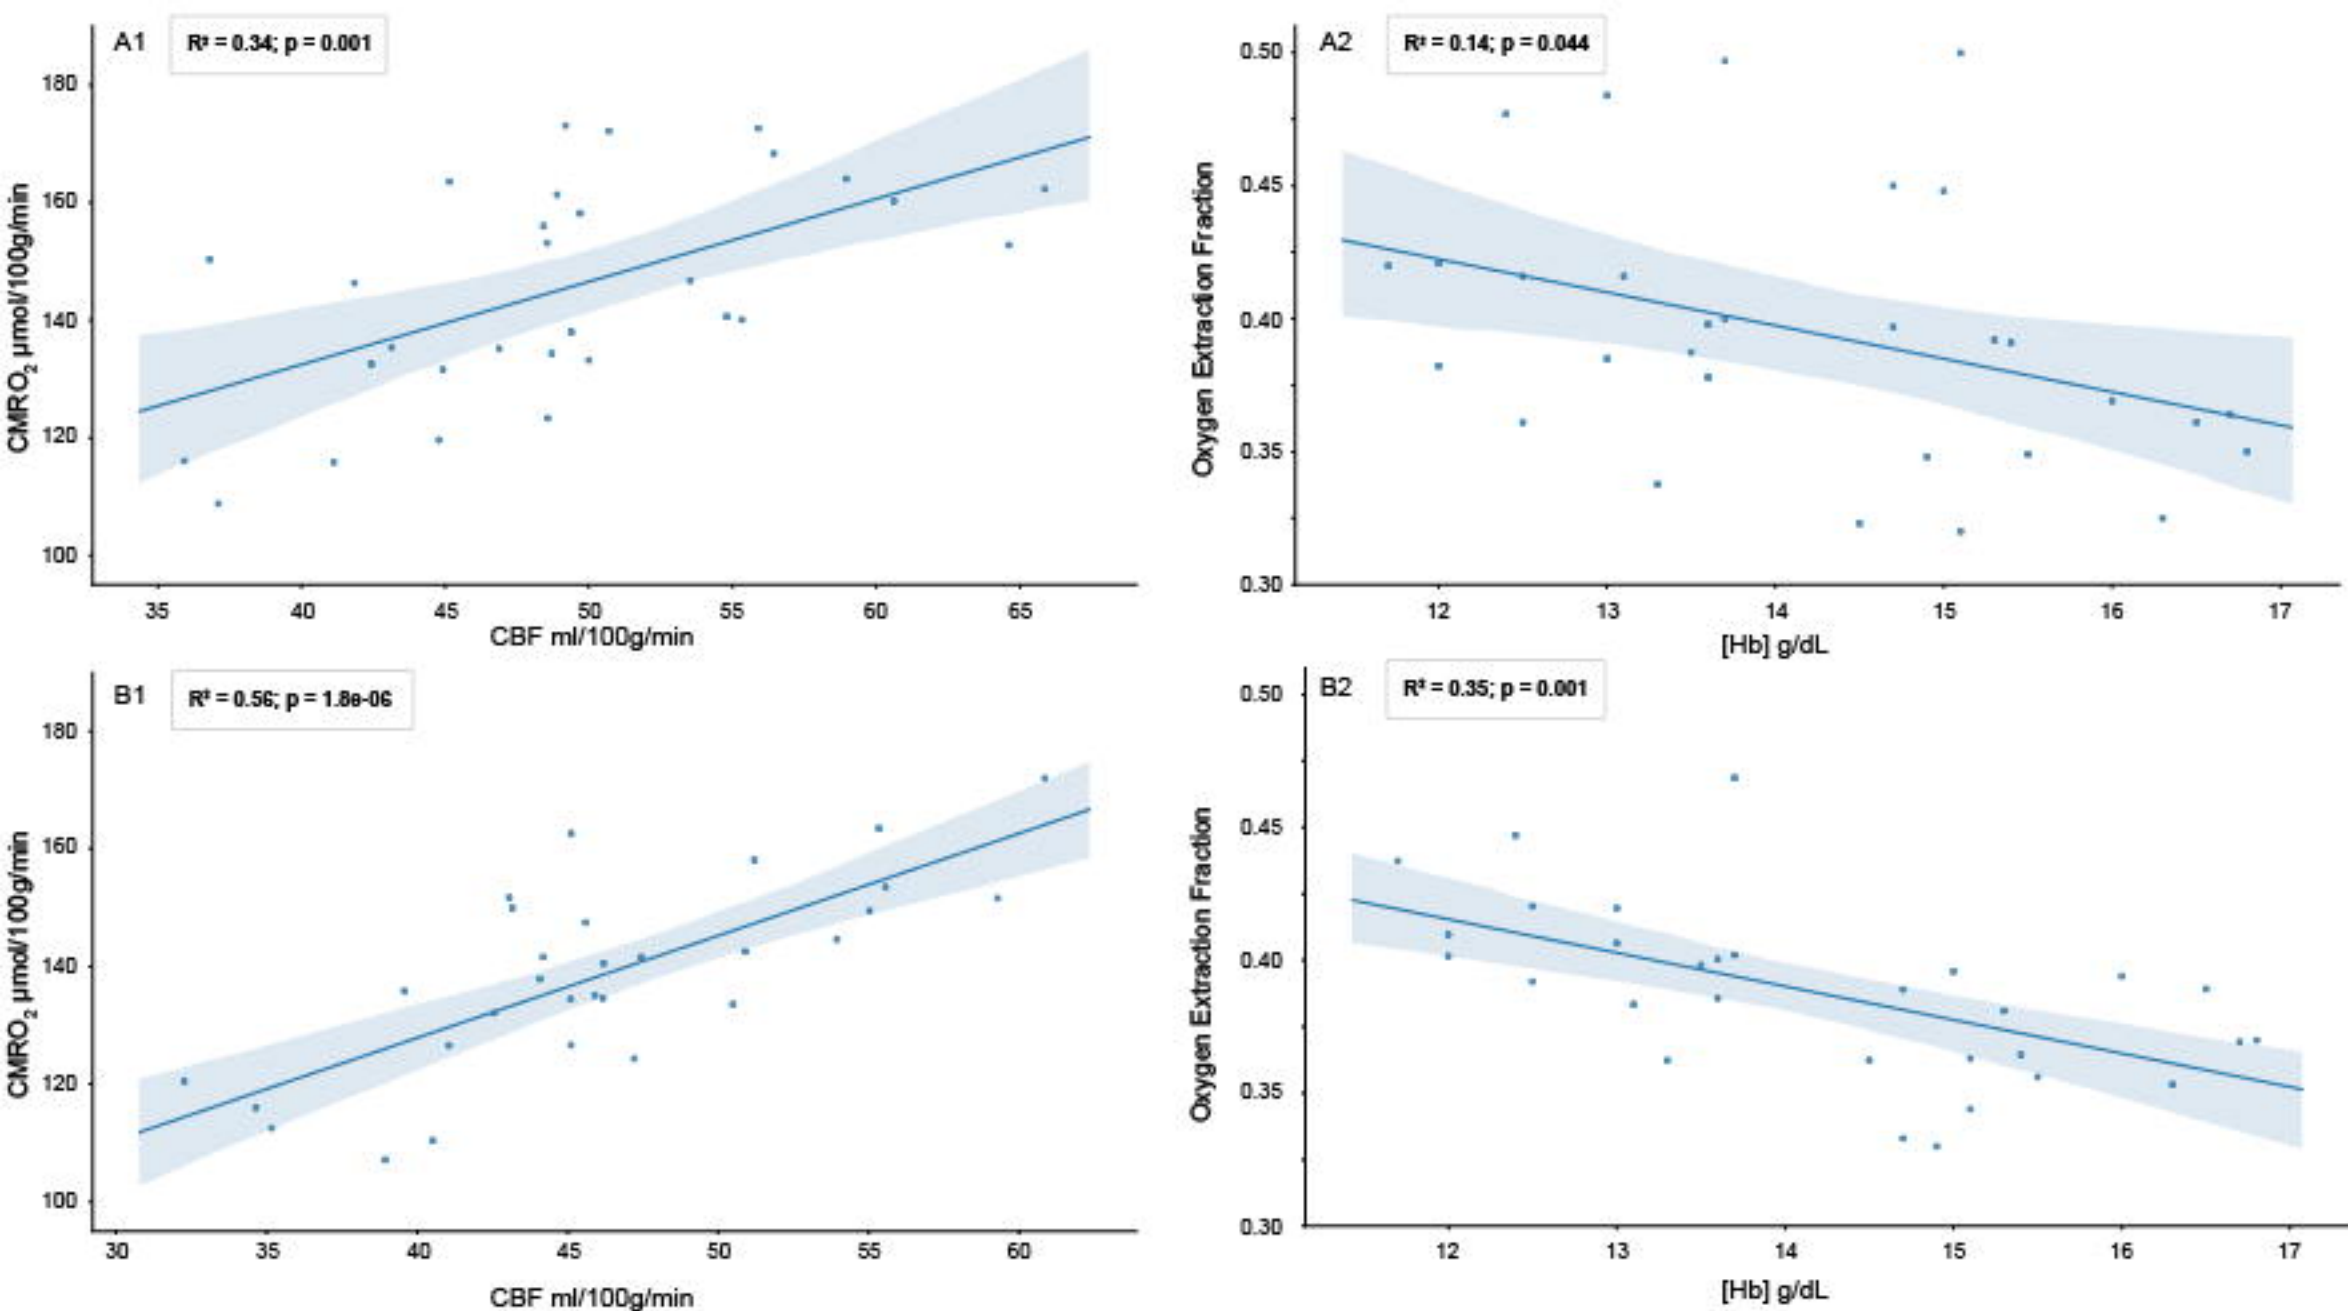 A1
R² = 0.34; p = 0.001
CMRO₂ μmol/100g/min
180
160
140
120
100
35 40 45 50 55 60 65
CBF ml/100g/min
A2
R² = 0.14; p = 0.044
Oxygen Extraction Fraction
0.50
0.45
0.40
0.35
0.30
12 13 14 15 16 17
[Hb] g/dL
B1
R² = 0.56; p = 1.8e-06
CMRO₂ μmol/100g/min
180
160
140
120
100
30 35 40 45 50 55 60
CBF ml/100g/min
B2
R² = 0.35; p = 0.001
Oxygen Extraction Fraction
0.50
0.45
0.40
0.35
0.30
12 13 14 15 16 17
[Hb] g/dL